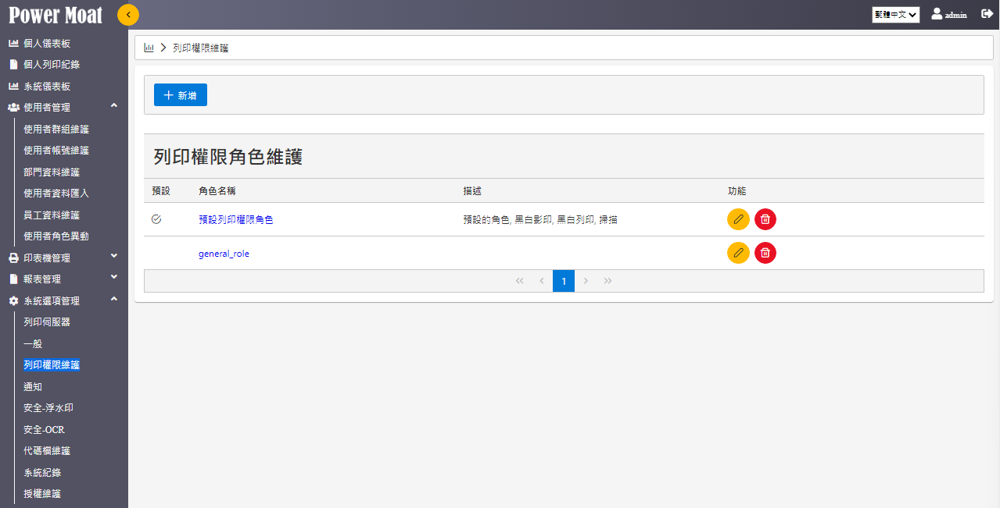 Power Moat
繁體中文
admin
個人儀表板
個人列印紀錄
系統儀表板
使用者管理
使用者群組維護
使用者帳號維護
部門資料維護
使用者資料匯入
員工資料維護
使用者角色異動
印表機管理
報表管理
系統選項管理
列印伺服器
一般
列印權限維護
通知
安全-浮水印
安全-OCR
代碼檔維護
系統紀錄
授權維護
列印權限維護
新增
列印權限角色維護
預設 角色名稱 描述 功能
預設列印權限角色 預設的角色, 黑白影印, 黑白列印, 掃描
general_role
1